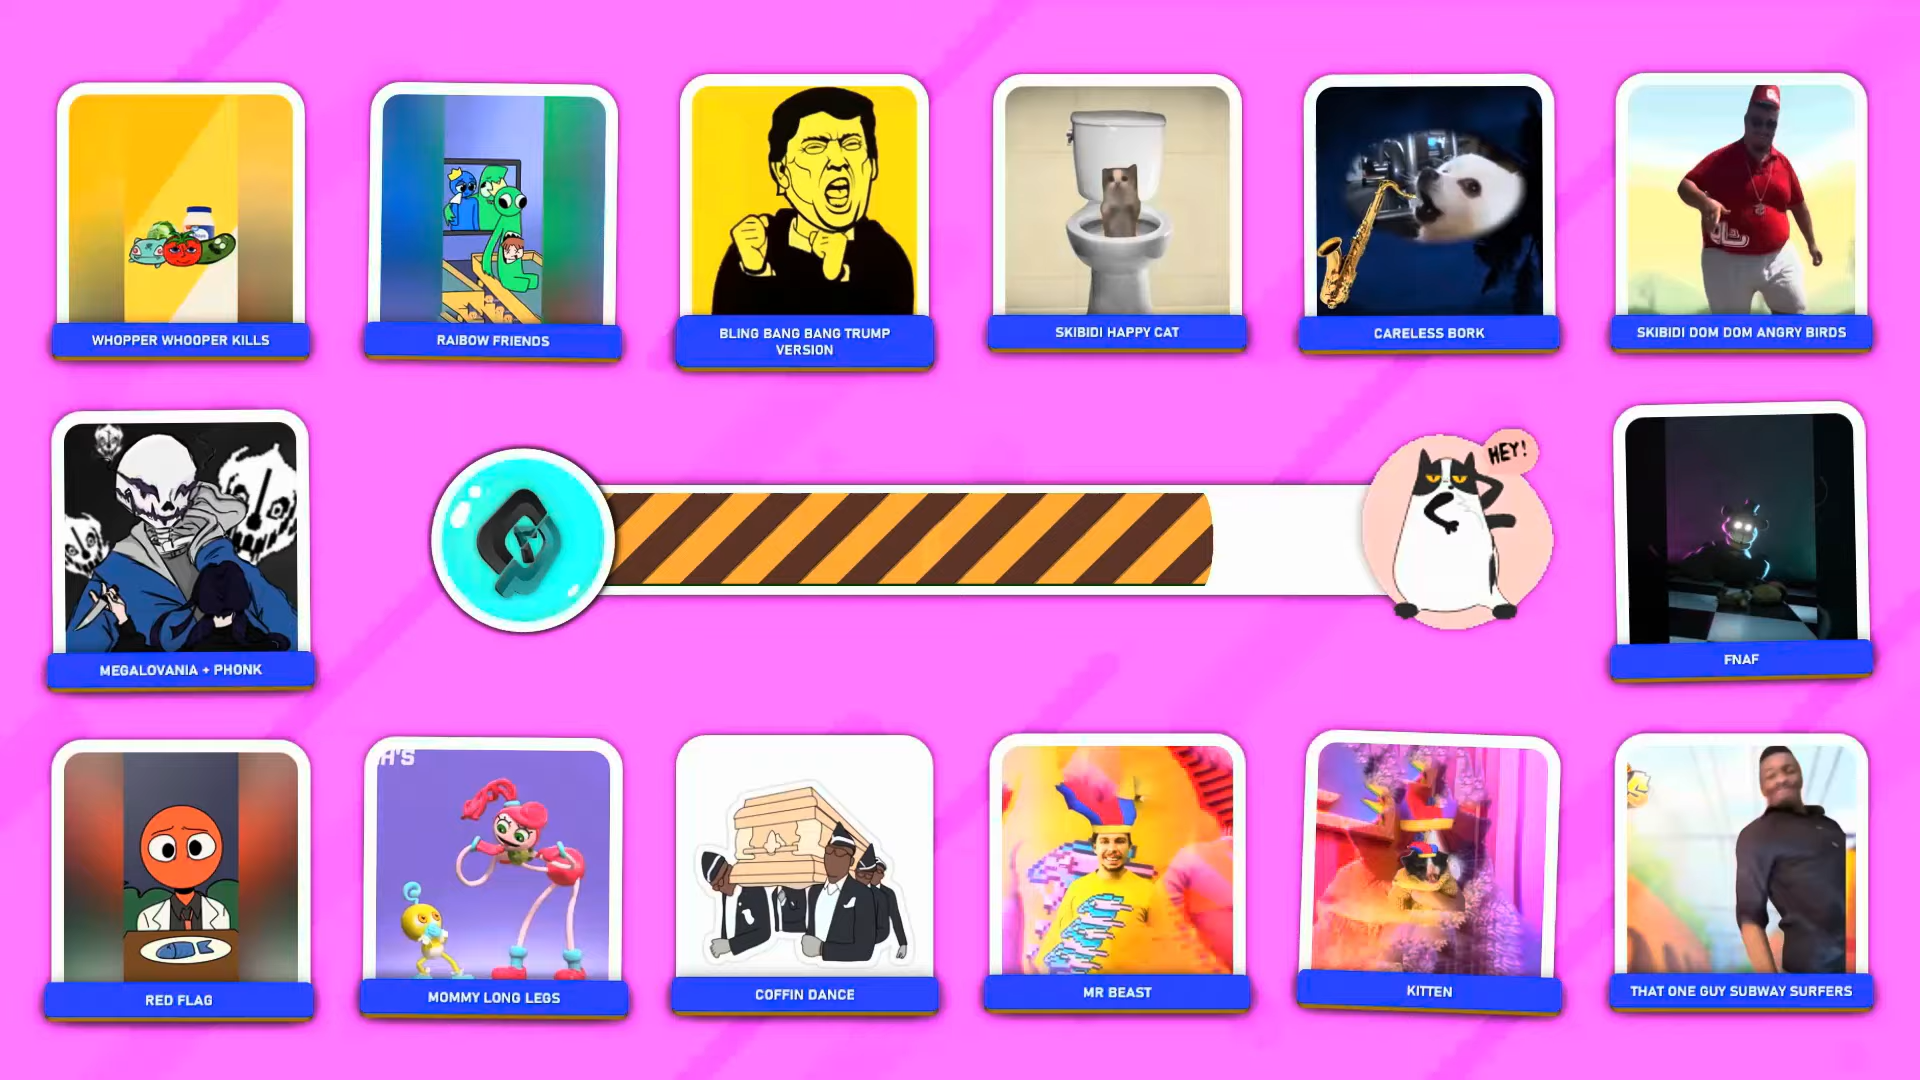 WHOPPER WHOOPER KILLS
RAIBOW FRIENDS
BLING BANG BANG TRUMP
VERSION
SKIBIDI HAPPY CAT
CARELESS BORK
SKIBIDI DOM DOM ANGRY BIRDS
MEGALOVANIA + PHONK
HEY!
FNAF
H'S
RED FLAG
MOMMY LONG LEGS
COFFIN DANCE
MR BEAST
KITTEN
THAT ONE GUY SUBWAY SURFERS